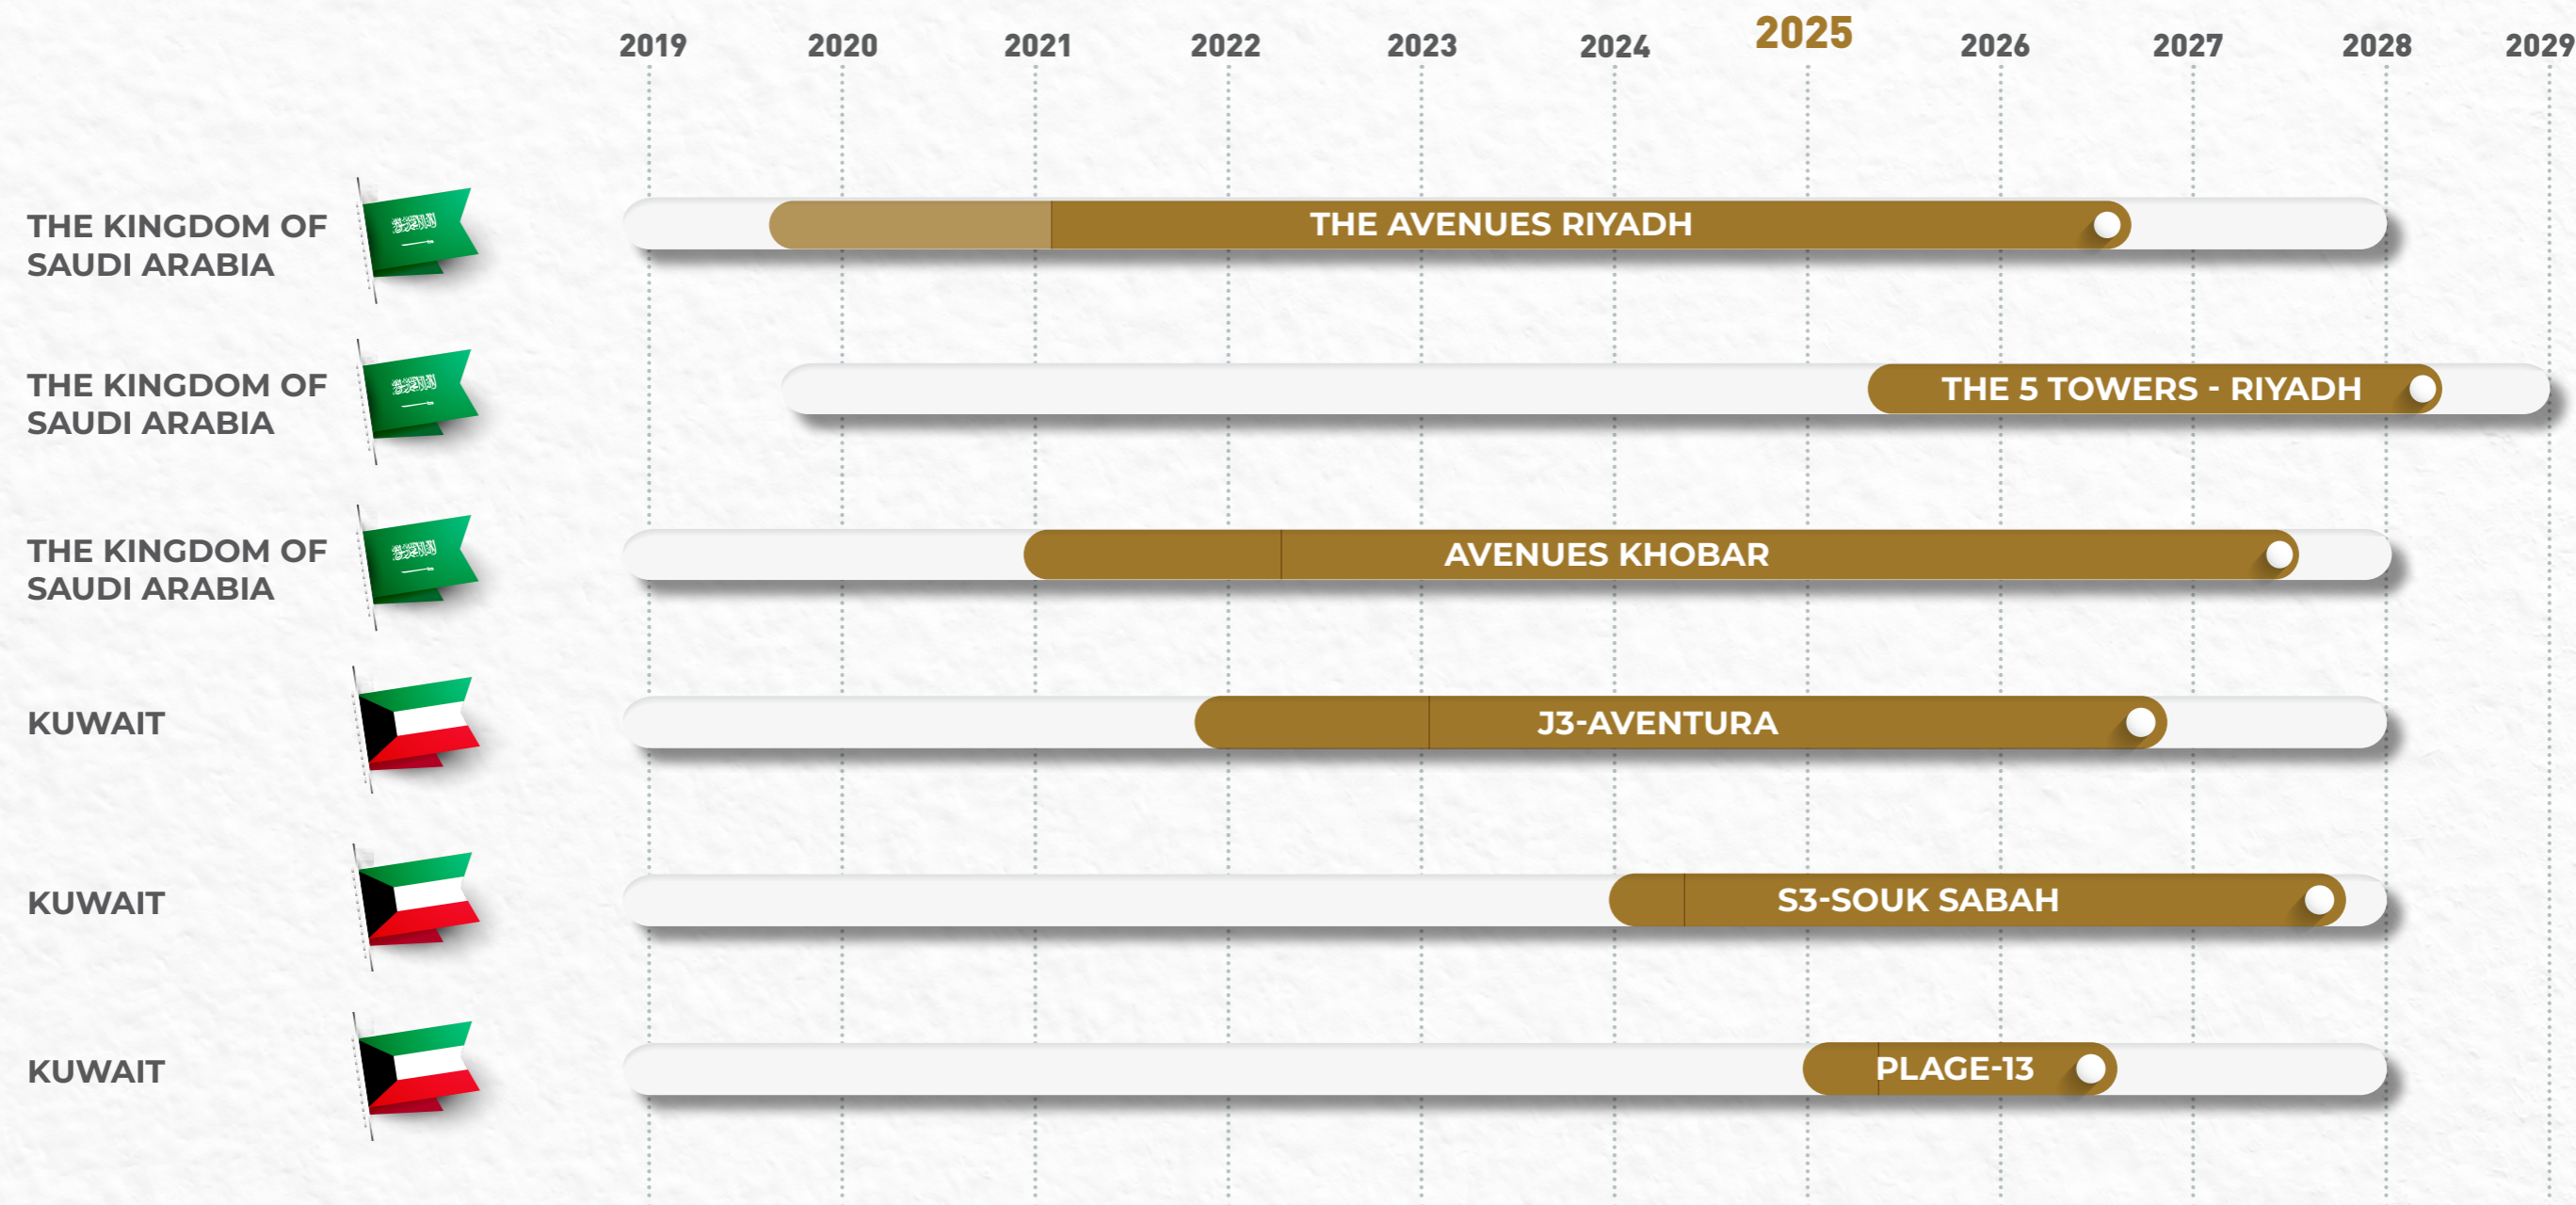 2019 2020 2021 2022 2023 2024 2025 2026 2027 2028 2029
THE KINGDOM OF
SAUDI ARABIA
THE AVENUES RIYADH
THE KINGDOM OF
SAUDI ARABIA
THE 5 TOWERS - RIYADH
THE KINGDOM OF
SAUDI ARABIA
AVENUES KHOBAR
KUWAIT
J3-AVENTURA
KUWAIT
S3-SOUK SABAH
KUWAIT
PLAGE-13